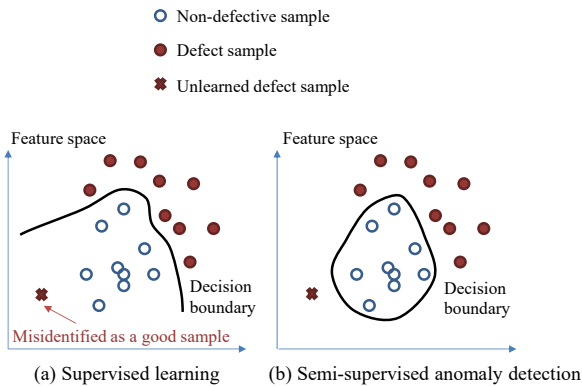 Non-defective sample
Defect sample
Unlearned defect sample
Feature space
Decision
boundary
Misidentified as a good sample
(a) Supervised learning
Feature space
Decision
boundary
(b) Semi-supervised anomaly detection